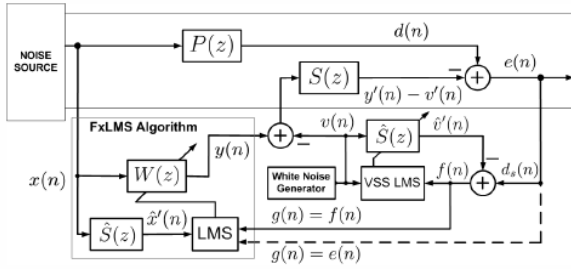 NOISE
SOURCE
P(z)
d(n)
e(n)
S(z)
y′(n) − v′(n)
FxLMS Algorithm
v(n)
Ŝ(z)
v̂′(n)
y(n)
x(n)
W(z)
White Noise
Generator
VSS LMS
f(n)
d_s(n)
g(n) = f(n)
Ŝ(z)
x̂′(n)
LMS
g(n) = e(n)